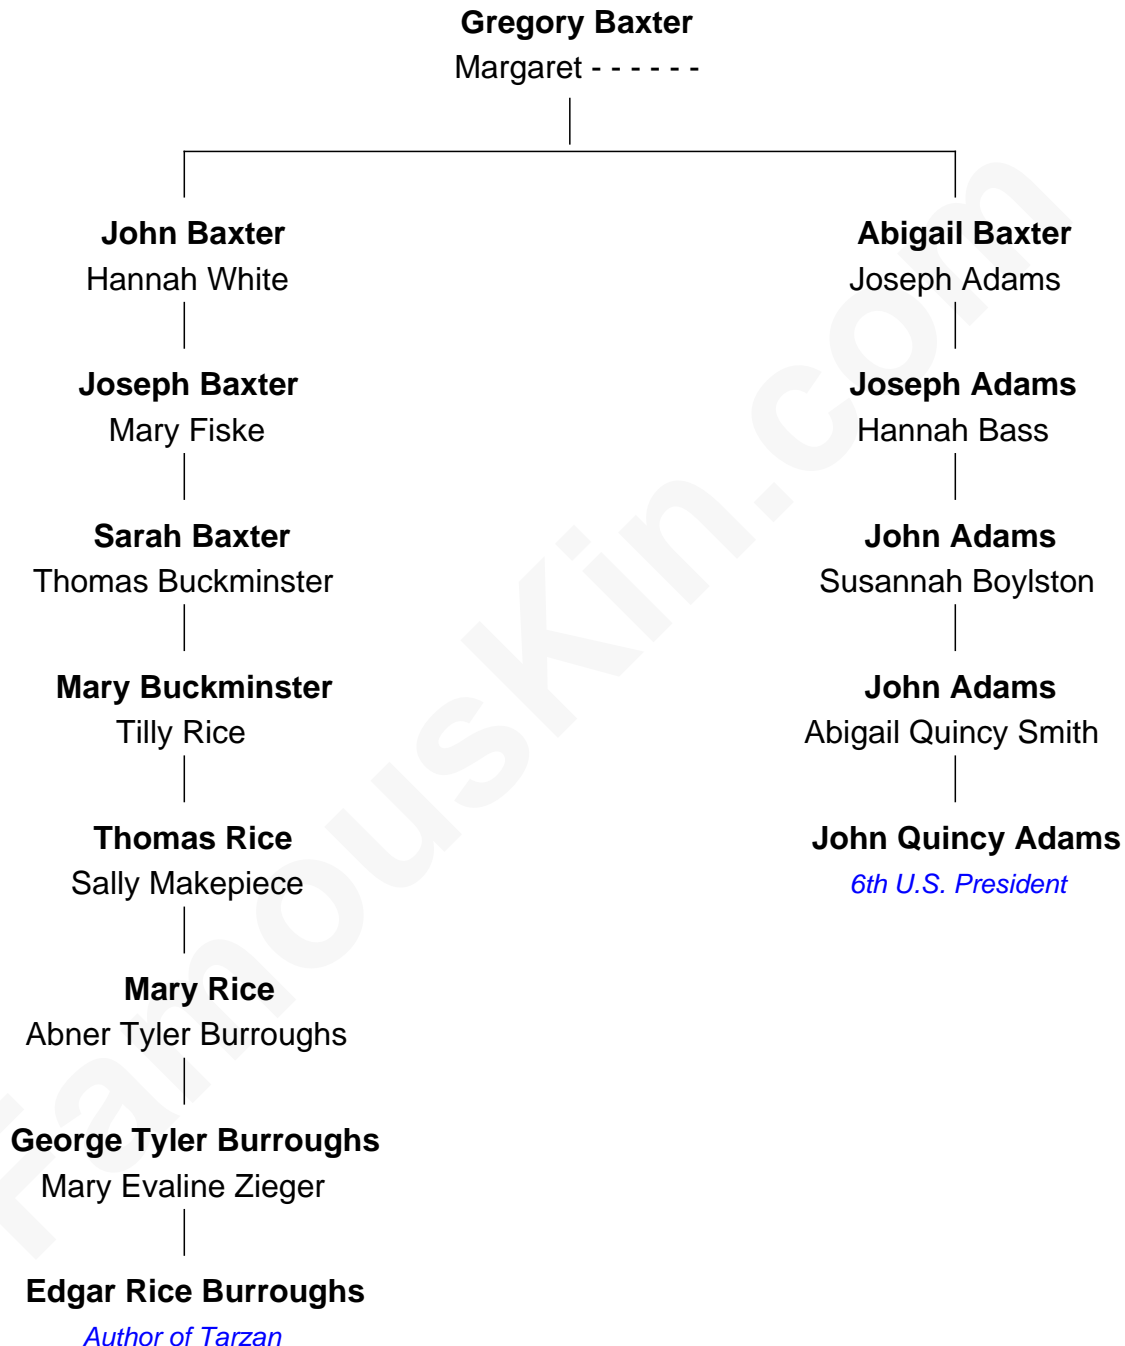 Gregory Baxter
Margaret - - - - - -
John Baxter
Hannah White
Joseph Baxter
Mary Fiske
Sarah Baxter
Thomas Buckminster
Mary Buckminster
Tilly Rice
Thomas Rice
Sally Makepiece
Mary Rice
Abner Tyler Burroughs
George Tyler Burroughs
Mary Evaline Zieger
Edgar Rice Burroughs
Author of Tarzan
Abigail Baxter
Joseph Adams
Joseph Adams
Hannah Bass
John Adams
Susannah Boylston
John Adams
Abigail Quincy Smith
John Quincy Adams
6th U.S. President
FamousKin.com